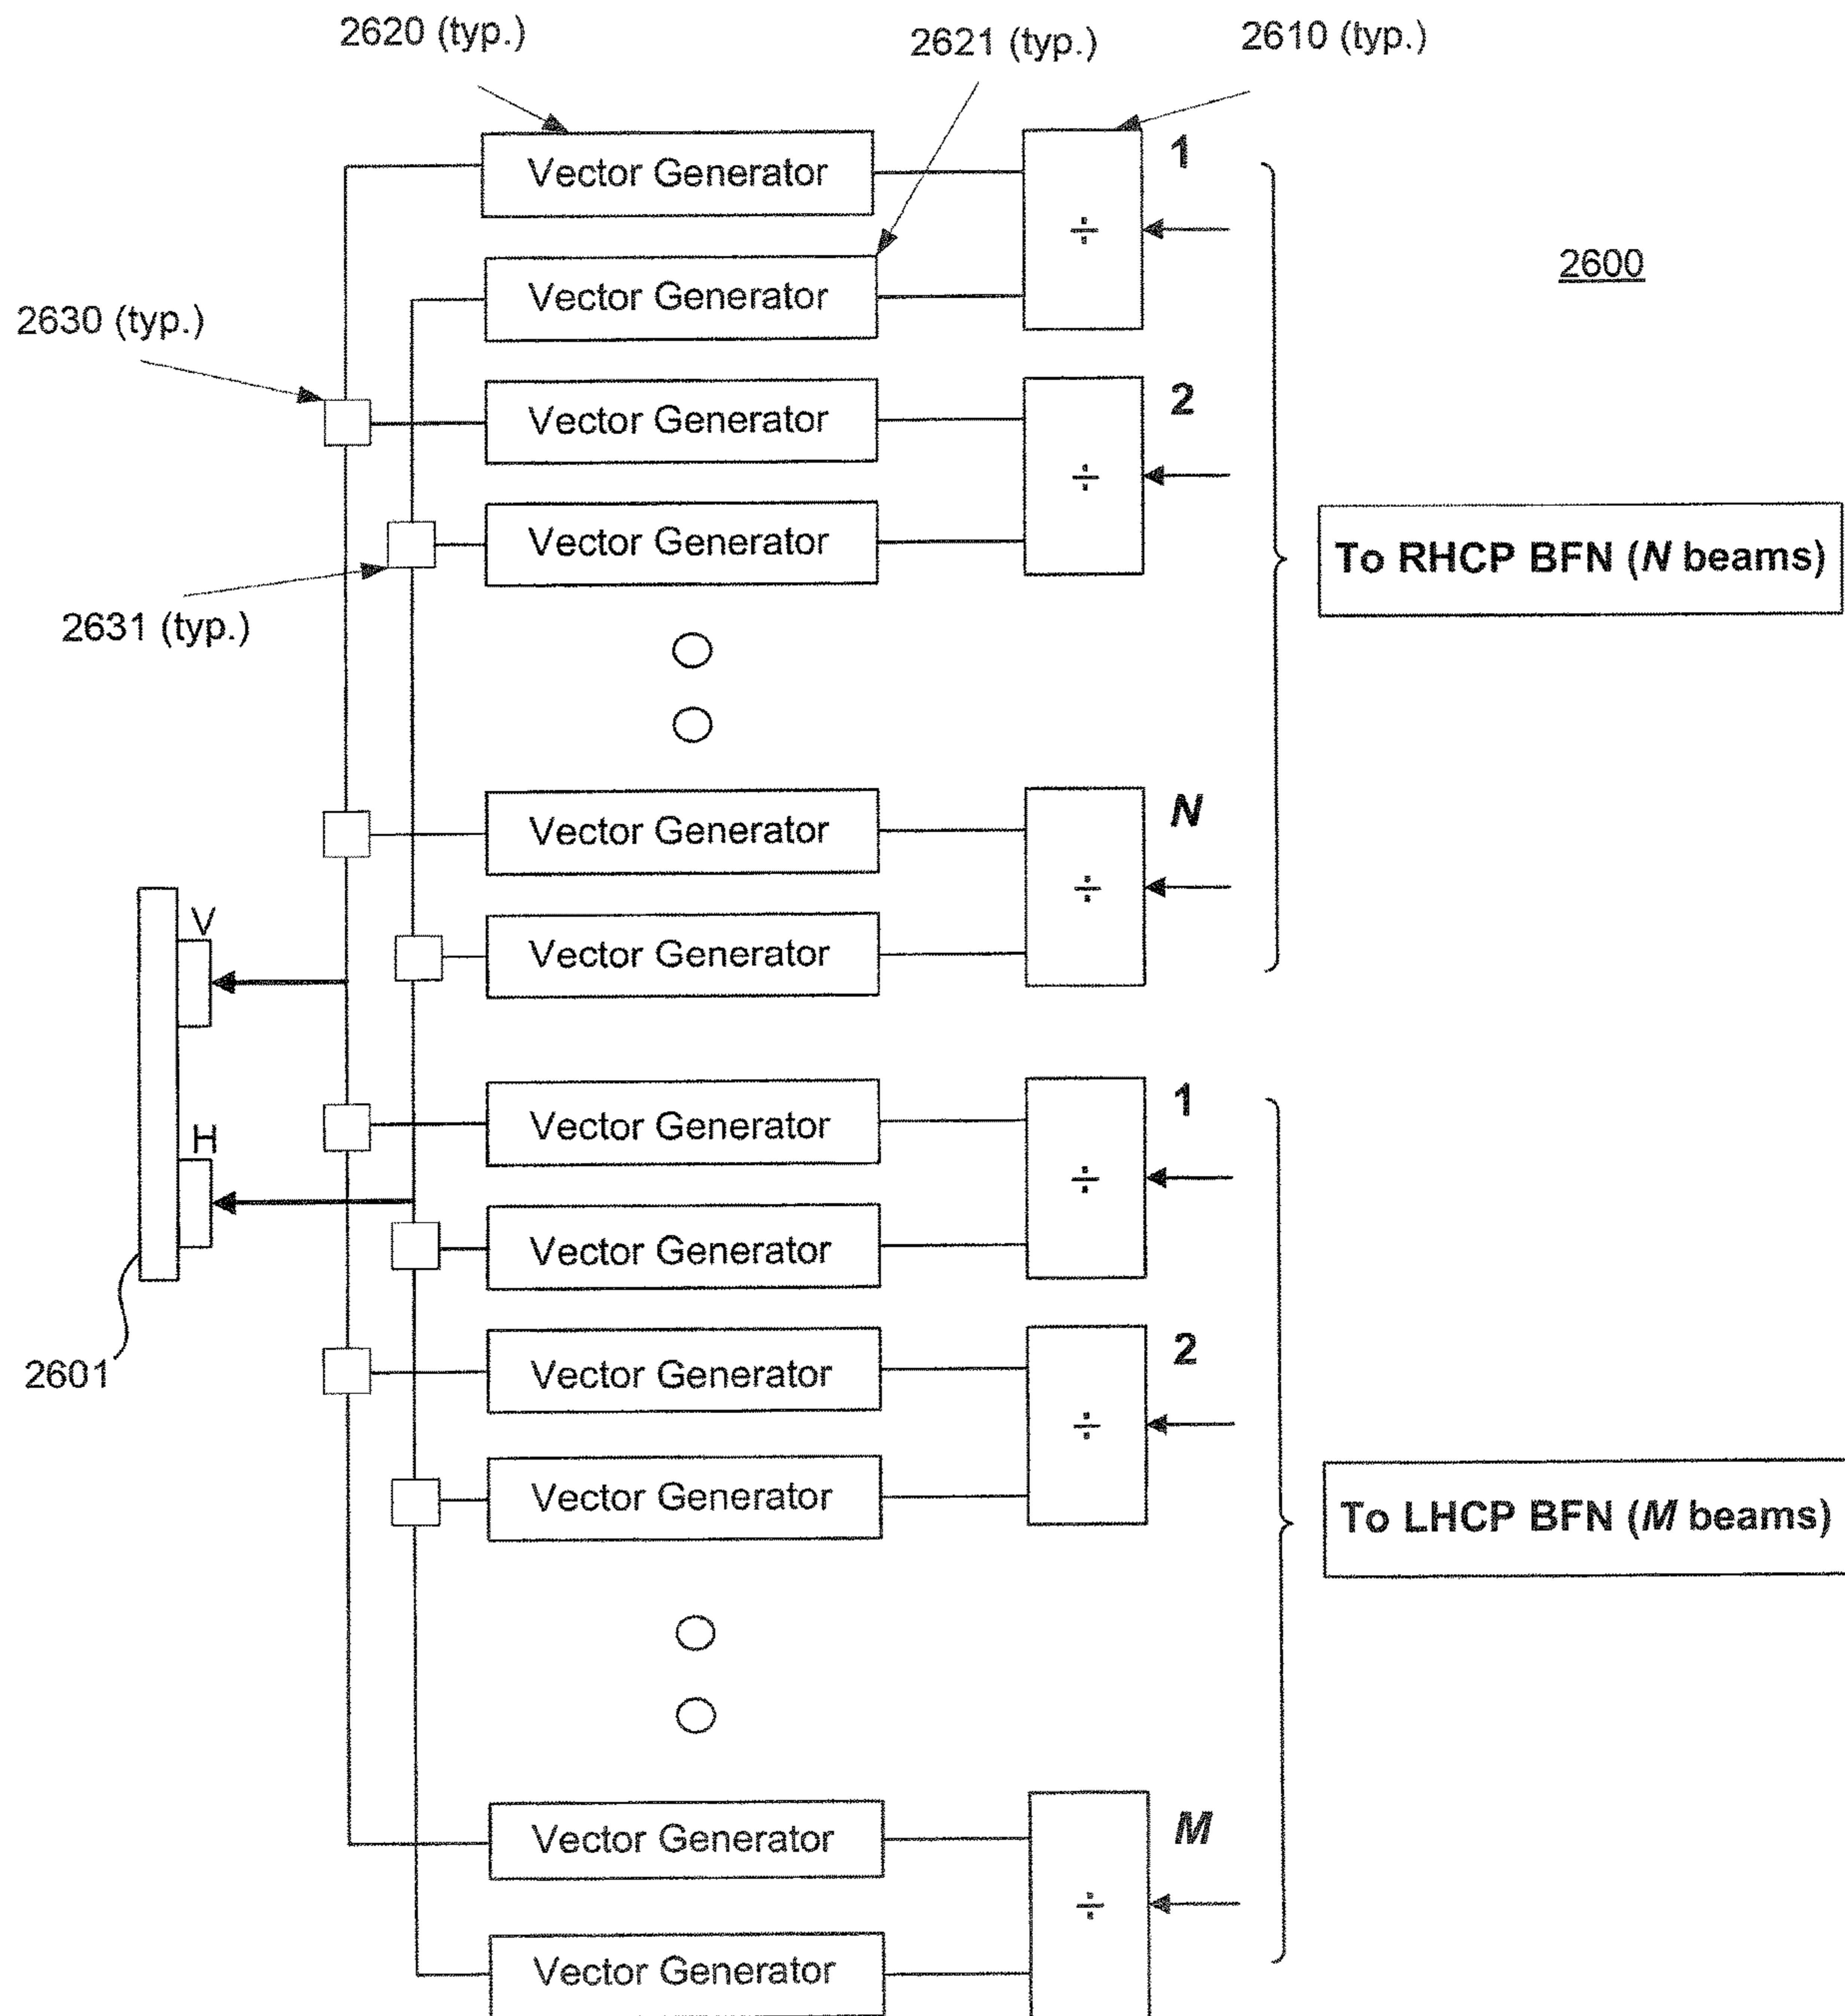 2620 (typ.)
2621 (typ.)
2610 (typ.)
Vector Generator
1
÷
Vector Generator
2600
2630 (typ.)
Vector Generator
2
÷
Vector Generator
To RHCP BFN (N beams)
2631 (typ.)
Vector Generator
N
÷
V
Vector Generator
Vector Generator
1
H
÷
Vector Generator
2601
Vector Generator
2
÷
Vector Generator
To LHCP BFN (M beams)
Vector Generator
M
÷
Vector Generator